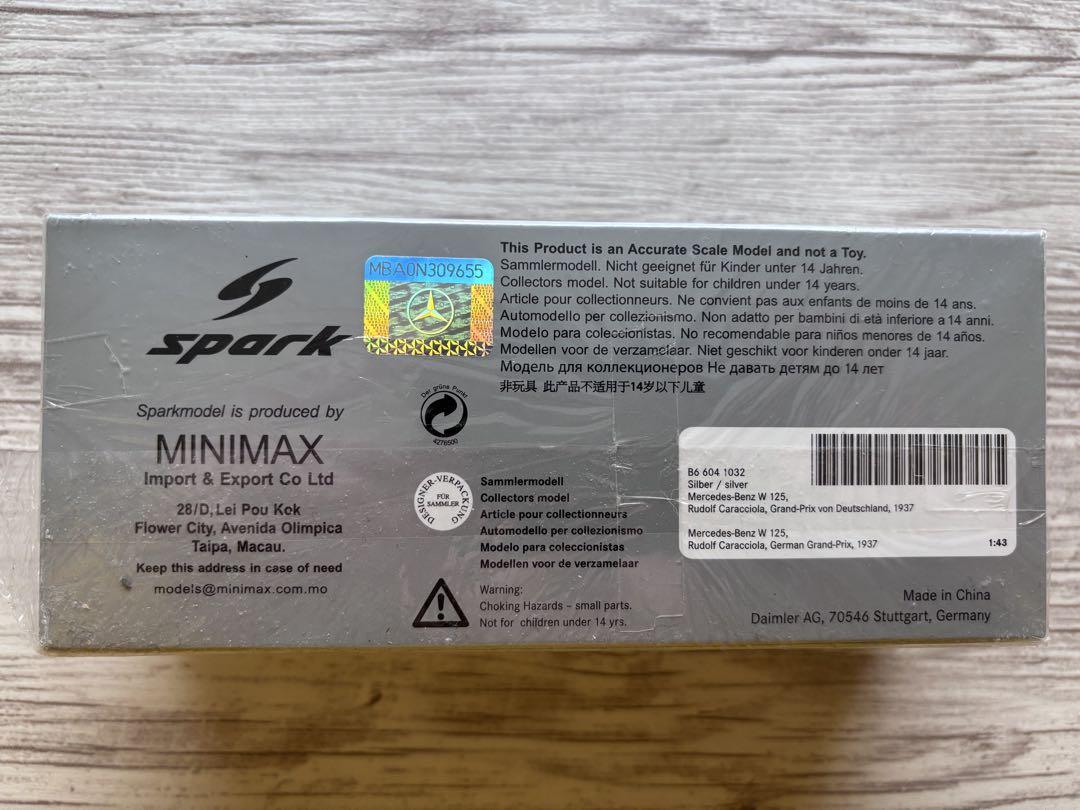 spark
Sparkmodel is produced by
MINIMAX
Import & Export Co Ltd
28/D, Lei Pou Kok
Flower City, Avenida Olimpica
Taipa, Macau.
Keep this address in case of need
models@minimax.com.mo
MBA0N309655
Der grüne Punkt
4276500
DESIGNER-VERPACKUNG
FÜR
SAMMLER
This Product is an Accurate Scale Model and not a Toy.
Sammlermodell. Nicht geeignet für Kinder unter 14 Jahren.
Collectors model. Not suitable for children under 14 years.
Article pour collectionneurs. Ne convient pas aux enfants de moins de 14 ans.
Automodello per collezionismo. Non adatto per bambini di età inferiore a 14 anni.
Modelo para coleccionistas. No recomendable para niños menores de 14 años.
Modellen voor de verzamelaar. Niet geschikt voor kinderen onder 14 jaar.
Модель для коллекционеров Не давать детям до 14 лет
非玩具 此产品不适用于14岁以下儿童
Sammlermodell
Collectors model
Article pour collectionneurs
Automodello per collezionismo
Modelo para coleccionistas
Modellen voor de verzamelaar
Warning:
Choking Hazards - small parts.
Not for children under 14 yrs.
B6 604 1032
Silber / silver
Mercedes-Benz W 125,
Rudolf Caracciola, Grand-Prix von Deutschland, 1937
Mercedes-Benz W 125,
Rudolf Caracciola, German Grand-Prix, 1937
1:43
Made in China
Daimler AG, 70546 Stuttgart, Germany